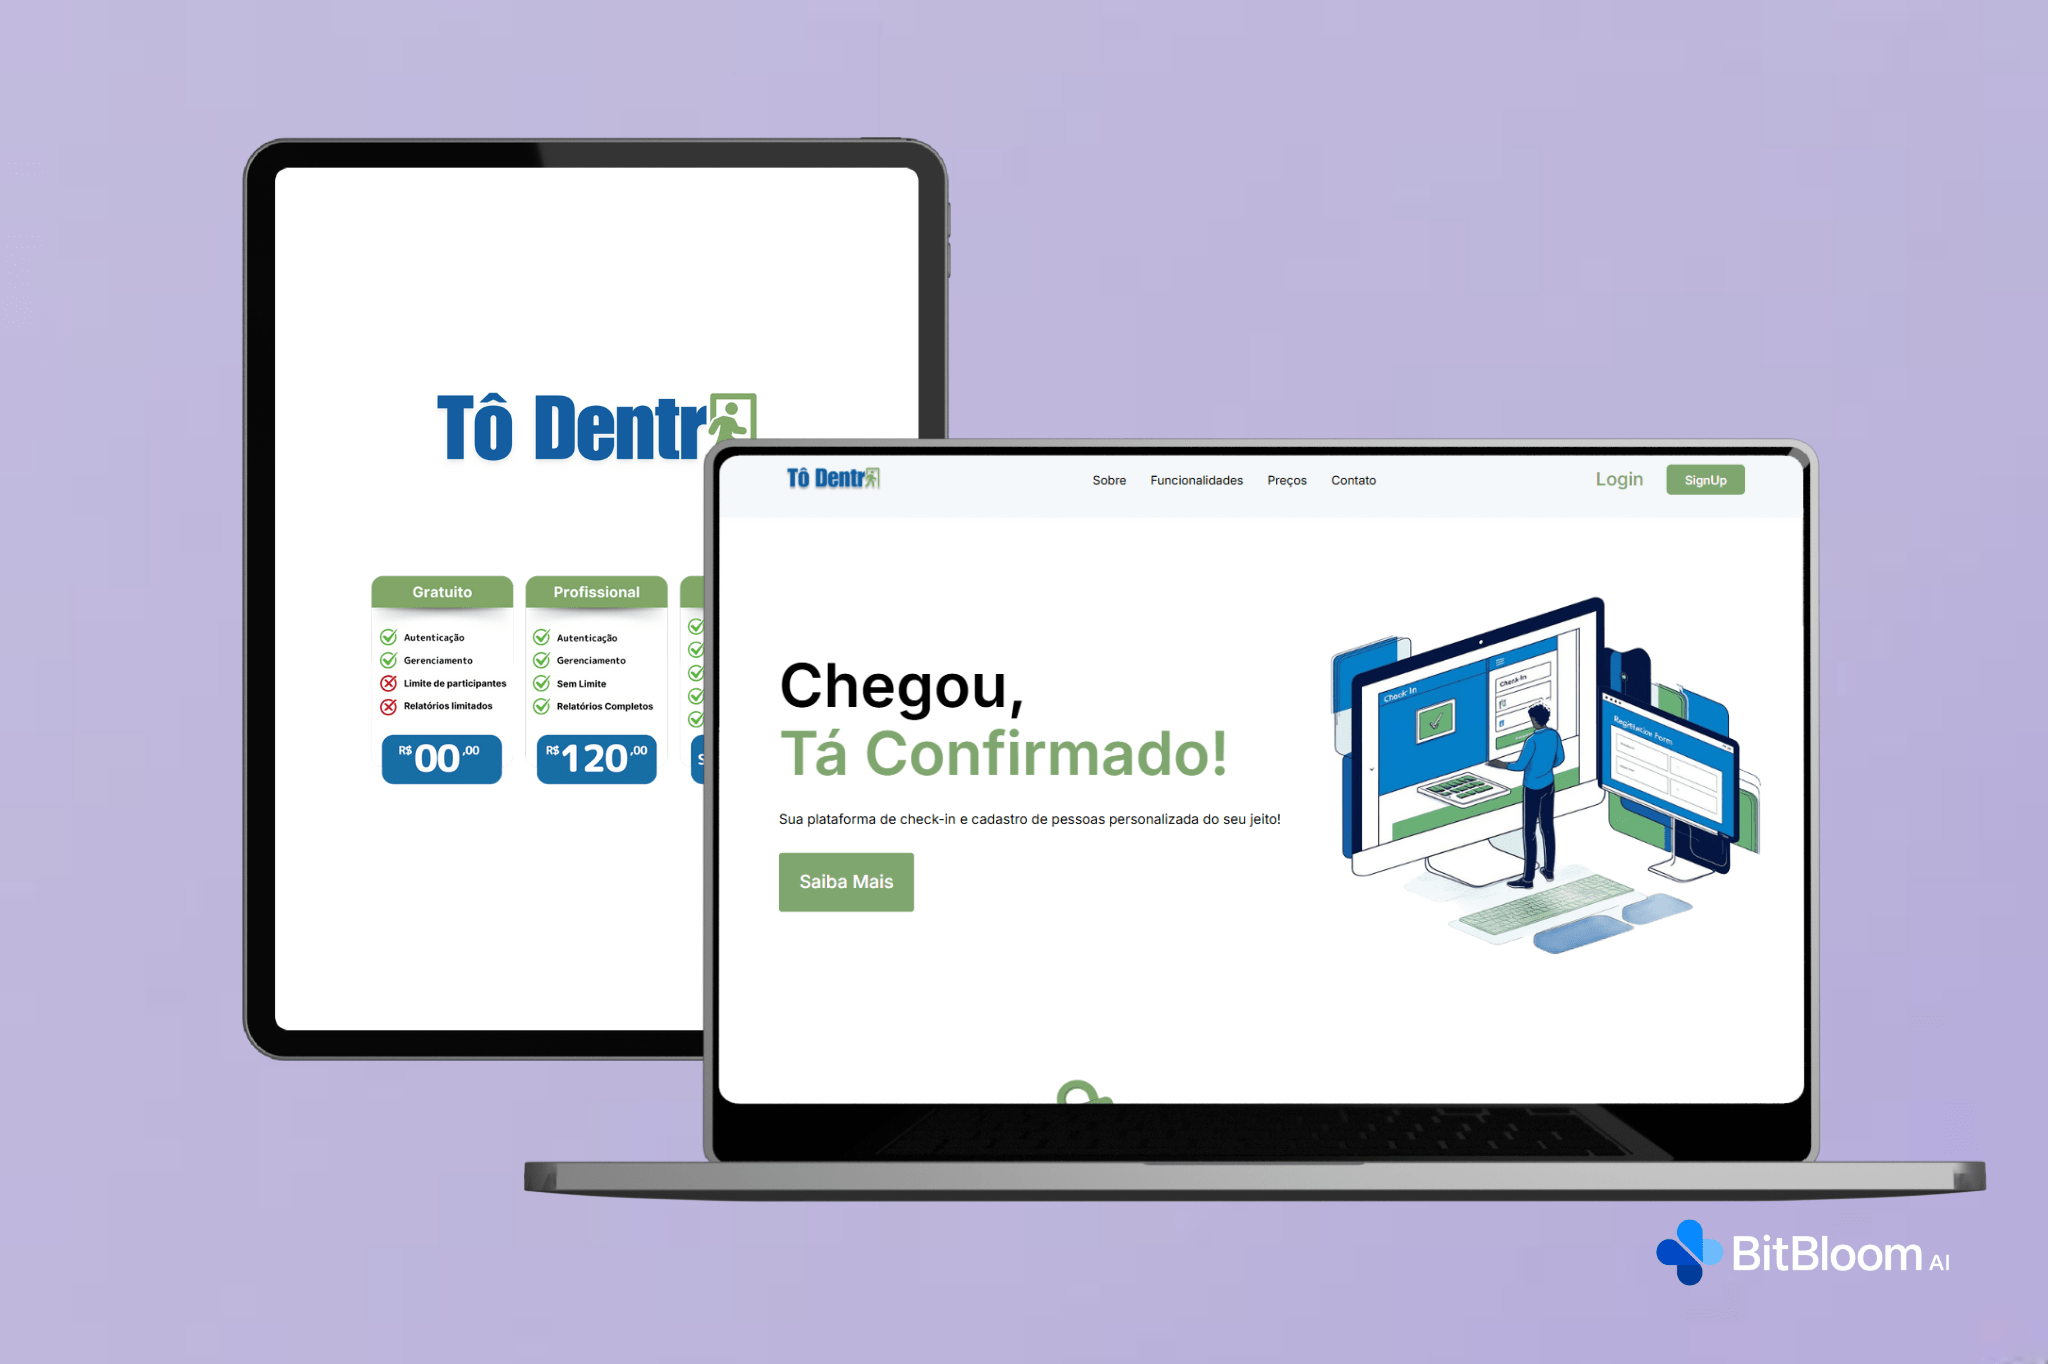 Tô Dentr
Gratuito
Autenticação
Gerenciamento
Limite de participantes
Relatórios limitados
R$ 00,00
Profissional
Autenticação
Gerenciamento
Sem Limite
Relatórios Completos
R$ 120,00
S
Tô Dentr
Sobre
Funcionalidades
Preços
Contato
Login
SignUp
Chegou,
Tá Confirmado!
Sua plataforma de check-in e cadastro de pessoas personalizada do seu jeito!
Saiba Mais
Check In
Check In
Registration Form
BitBloom AI